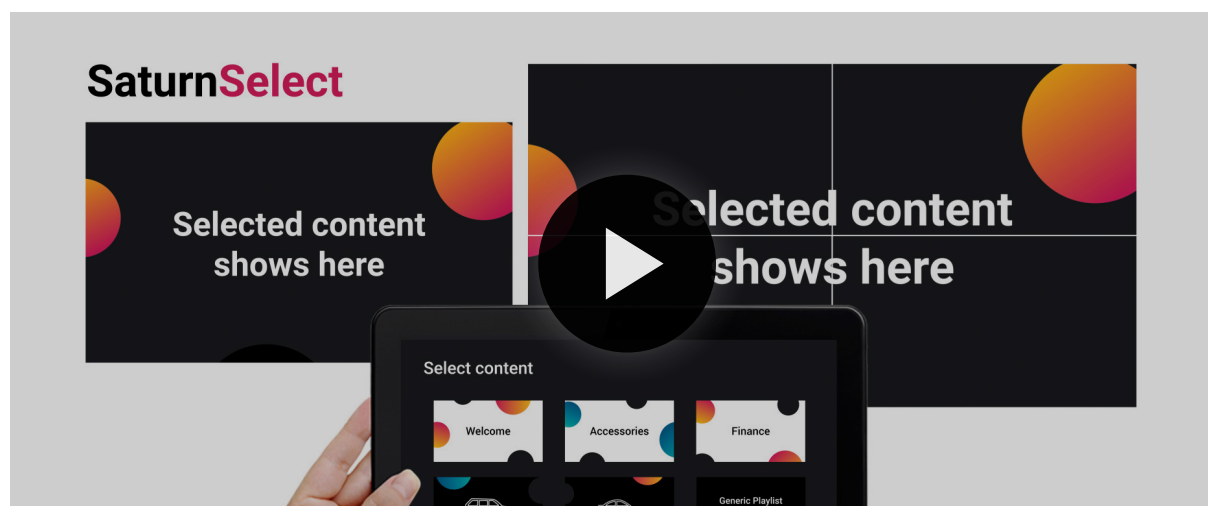 SaturnSelect
Selected content
shows here
Selected content
shows here
Select content
Welcome
Accessories
Finance
Generic Playlist